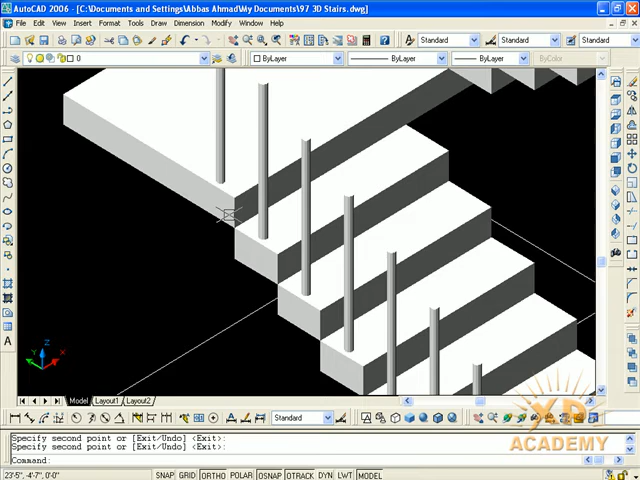 AutoCAD 2006 - [C:\Documents and Settings\Abbas Ahmad\My Documents\97 3D Stairs.dwg]
File Edit View Insert Format Tools Draw Dimension Modify Window Help
Standard Standard Standard
0 ByLayer ByLayer ByLayer ByColor
Z
Y X
Model Layout1 Layout2
Standard
XD
ACADEMY
Specify second point or [Exit/Undo] <Exit>:
Specify second point or [Exit/Undo] <Exit>:
Command:
23'-5", -4'-7", 0'-0" SNAP GRID ORTHO POLAR OSNAP OTRACK DYN LWT MODEL